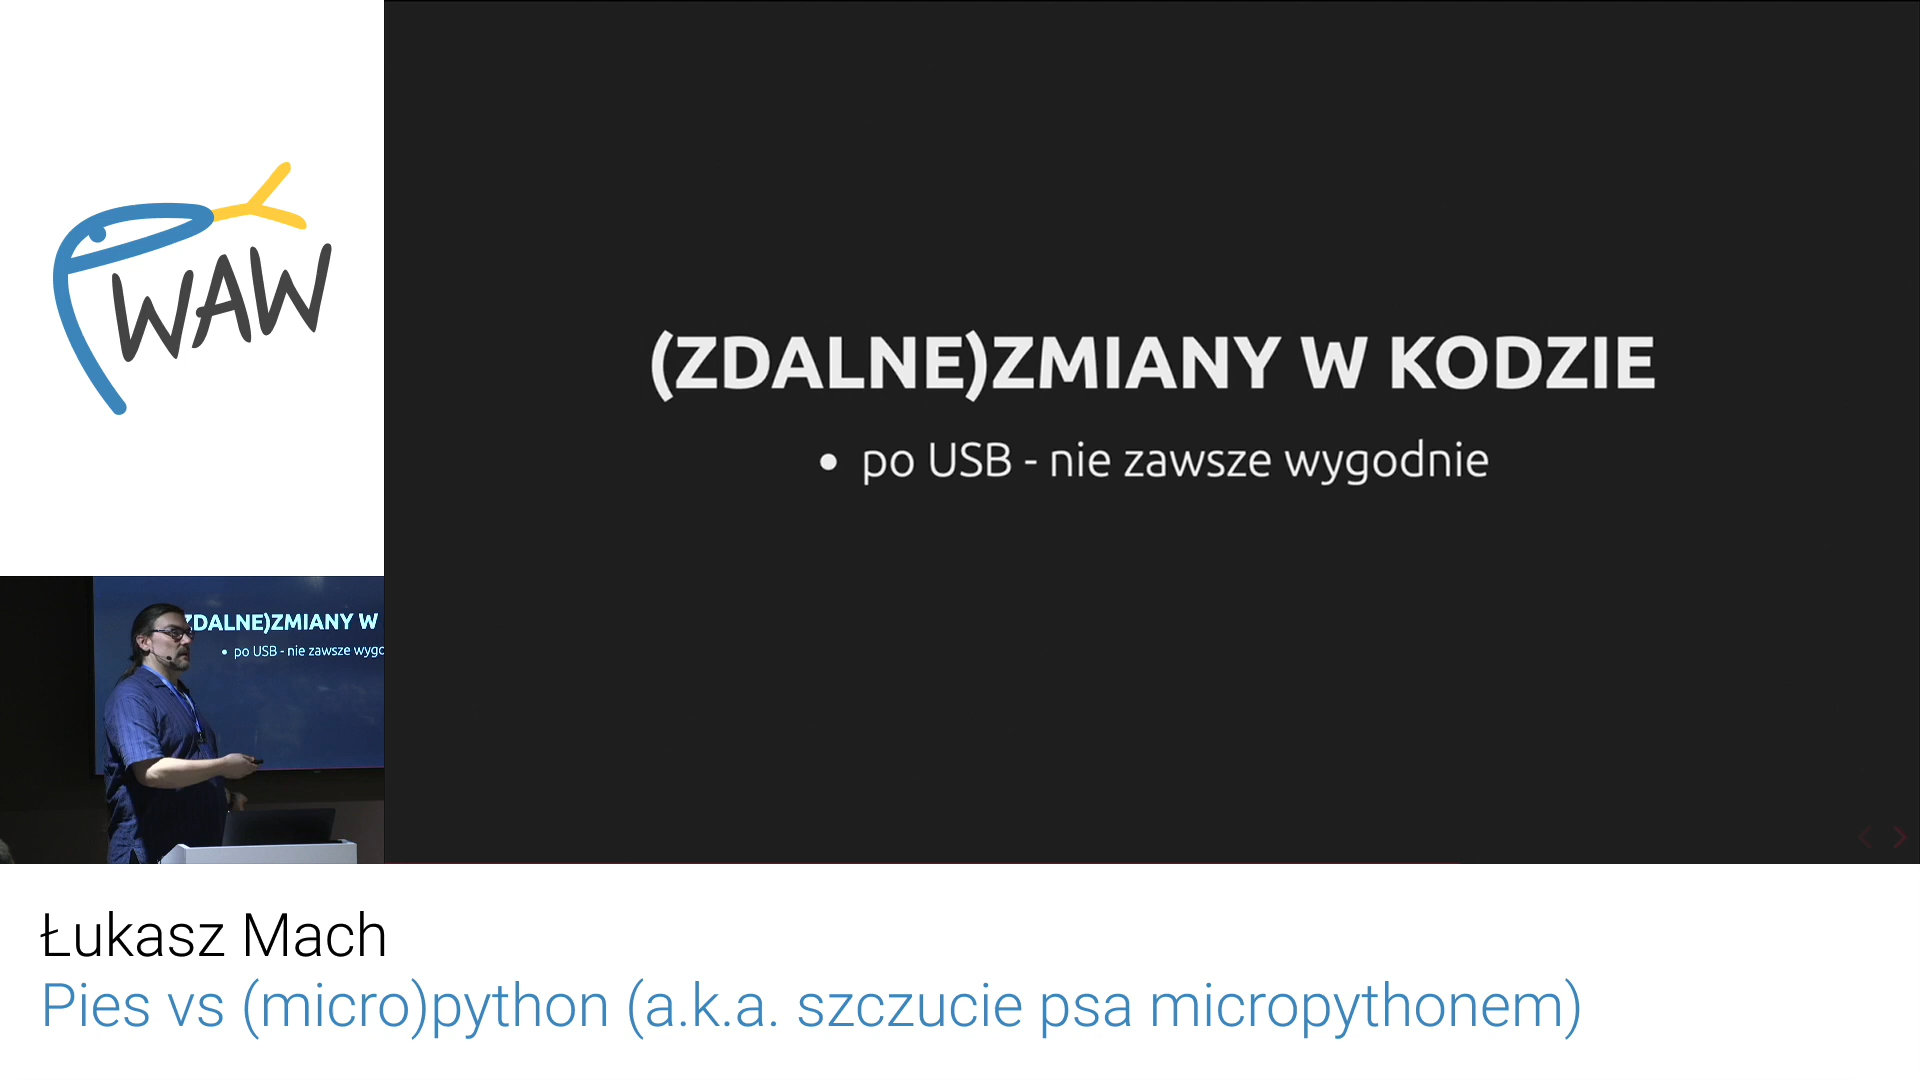 WAW
(ZDALNE)ZMIANY W KODZIE
• po USB - nie zawsze wygodnie
ZDALNE)ZMIANY W
• po USB - nie zawsze wygo
Łukasz Mach
Pies vs (micro)python (a.k.a. szczucie psa micropythonem)